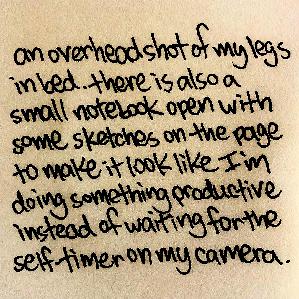 an overhead shot of my legs
in bed..there is also a
small notebook open with
some sketches on the page
to make it look like I'm
doing something productive
instead of waiting for the
self-timer on my camera.